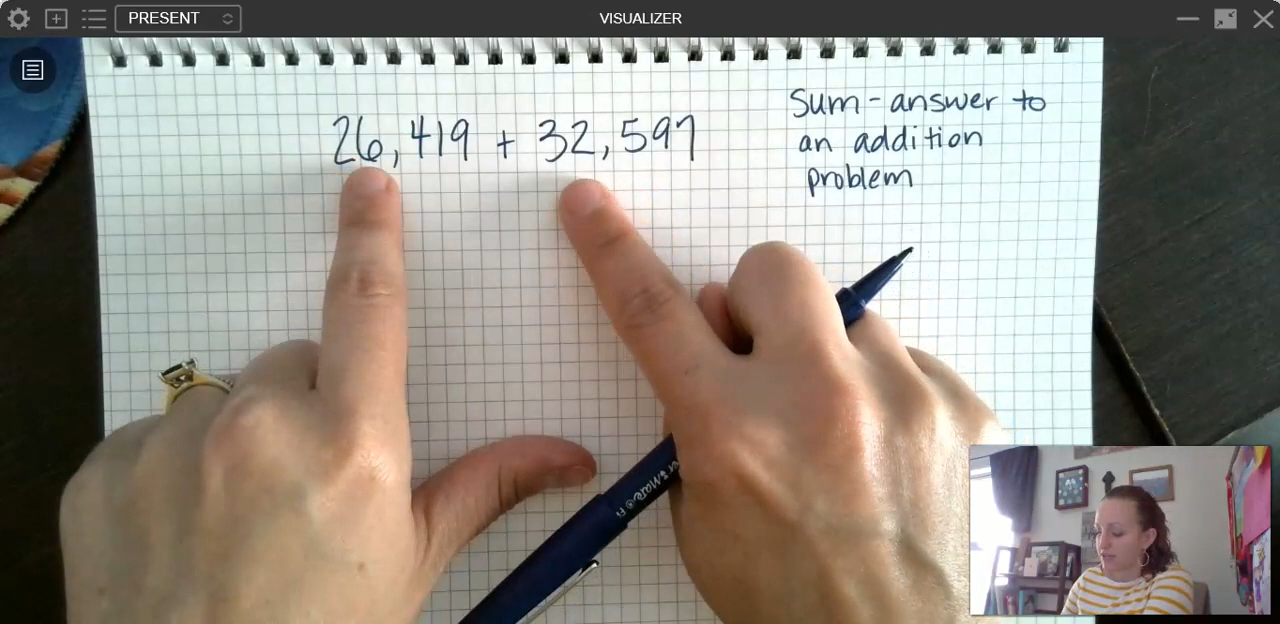 PRESENT
VISUALIZER
26,419 + 32,597
Sum - answer to
an addition
problem